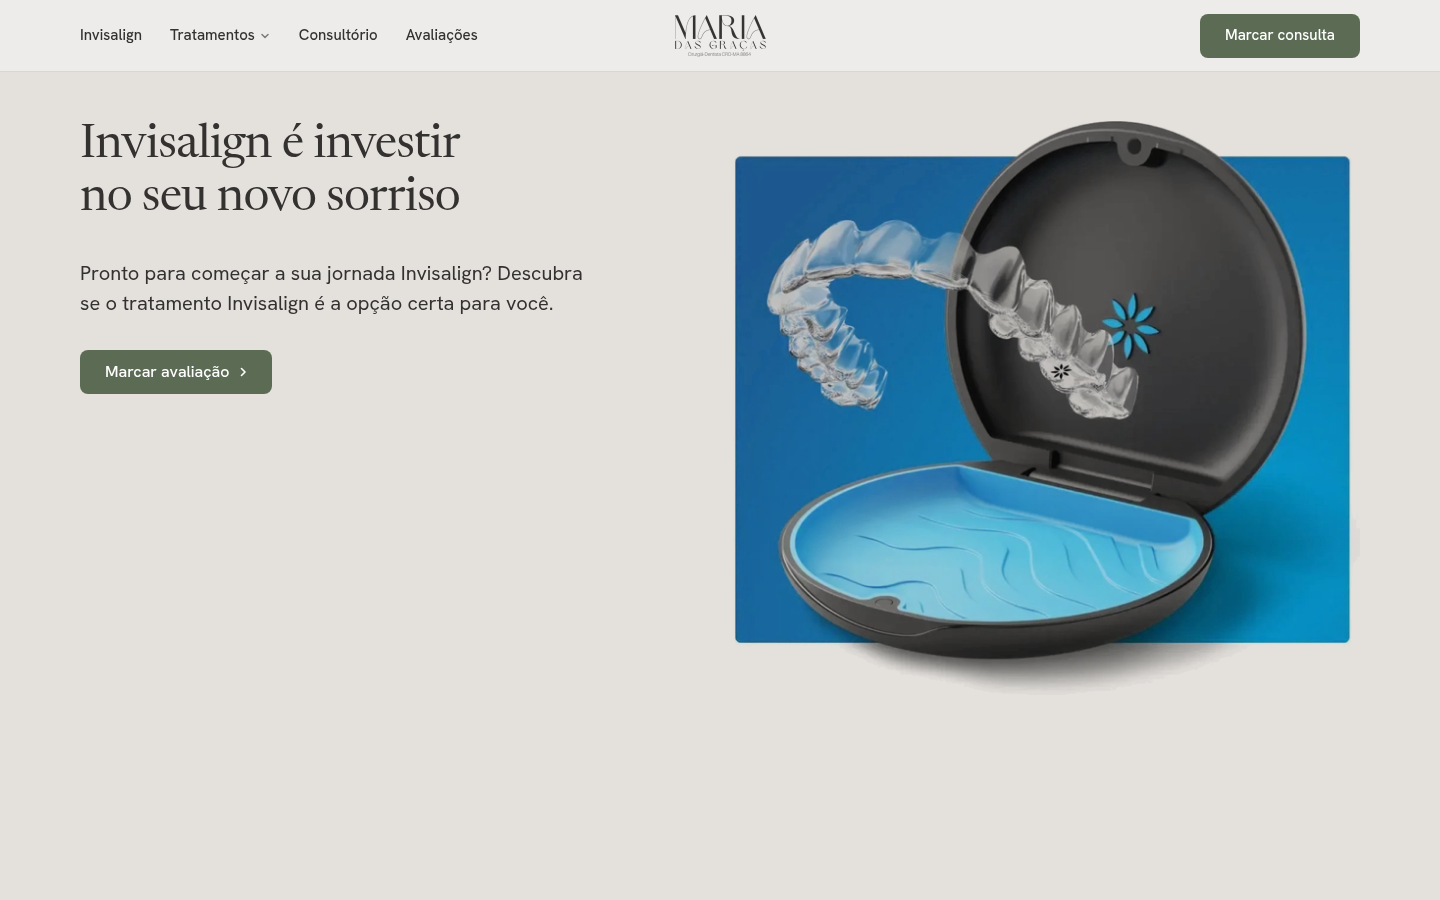 Invisalign
Tratamentos
Consultório
Avaliações
MARIA
DAS GRAÇAS
Marcar consulta
Invisalign é investir
no seu novo sorriso
Pronto para começar a sua jornada Invisalign? Descubra
se o tratamento Invisalign é a opção certa para você.
Marcar avaliação